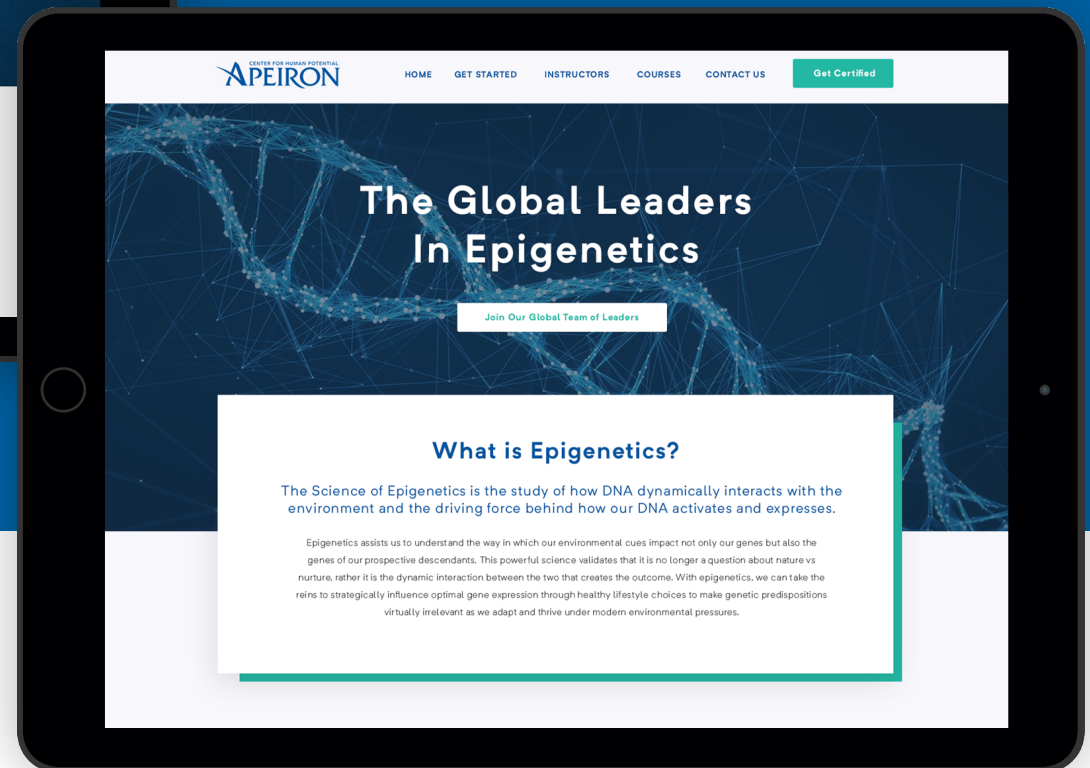 CENTER FOR HUMAN POTENTIAL
APEIRON
HOME GET STARTED INSTRUCTORS COURSES CONTACT US Get Certified
The Global Leaders
In Epigenetics
Join Our Global Team of Leaders
What is Epigenetics?
The Science of Epigenetics is the study of how DNA dynamically interacts with the
environment and the driving force behind how our DNA activates and expresses.
Epigenetics assists us to understand the way in which our environmental cues impact not only our genes but also the
genes of our prospective descendants. This powerful science validates that it is no longer a question about nature vs
nurture, rather it is the dynamic interaction between the two that creates the outcome. With epigenetics, we can take the
reins to strategically influence optimal gene expression through healthy lifestyle choices to make genetic predispositions
virtually irrelevant as we adapt and thrive under modern environmental pressures.